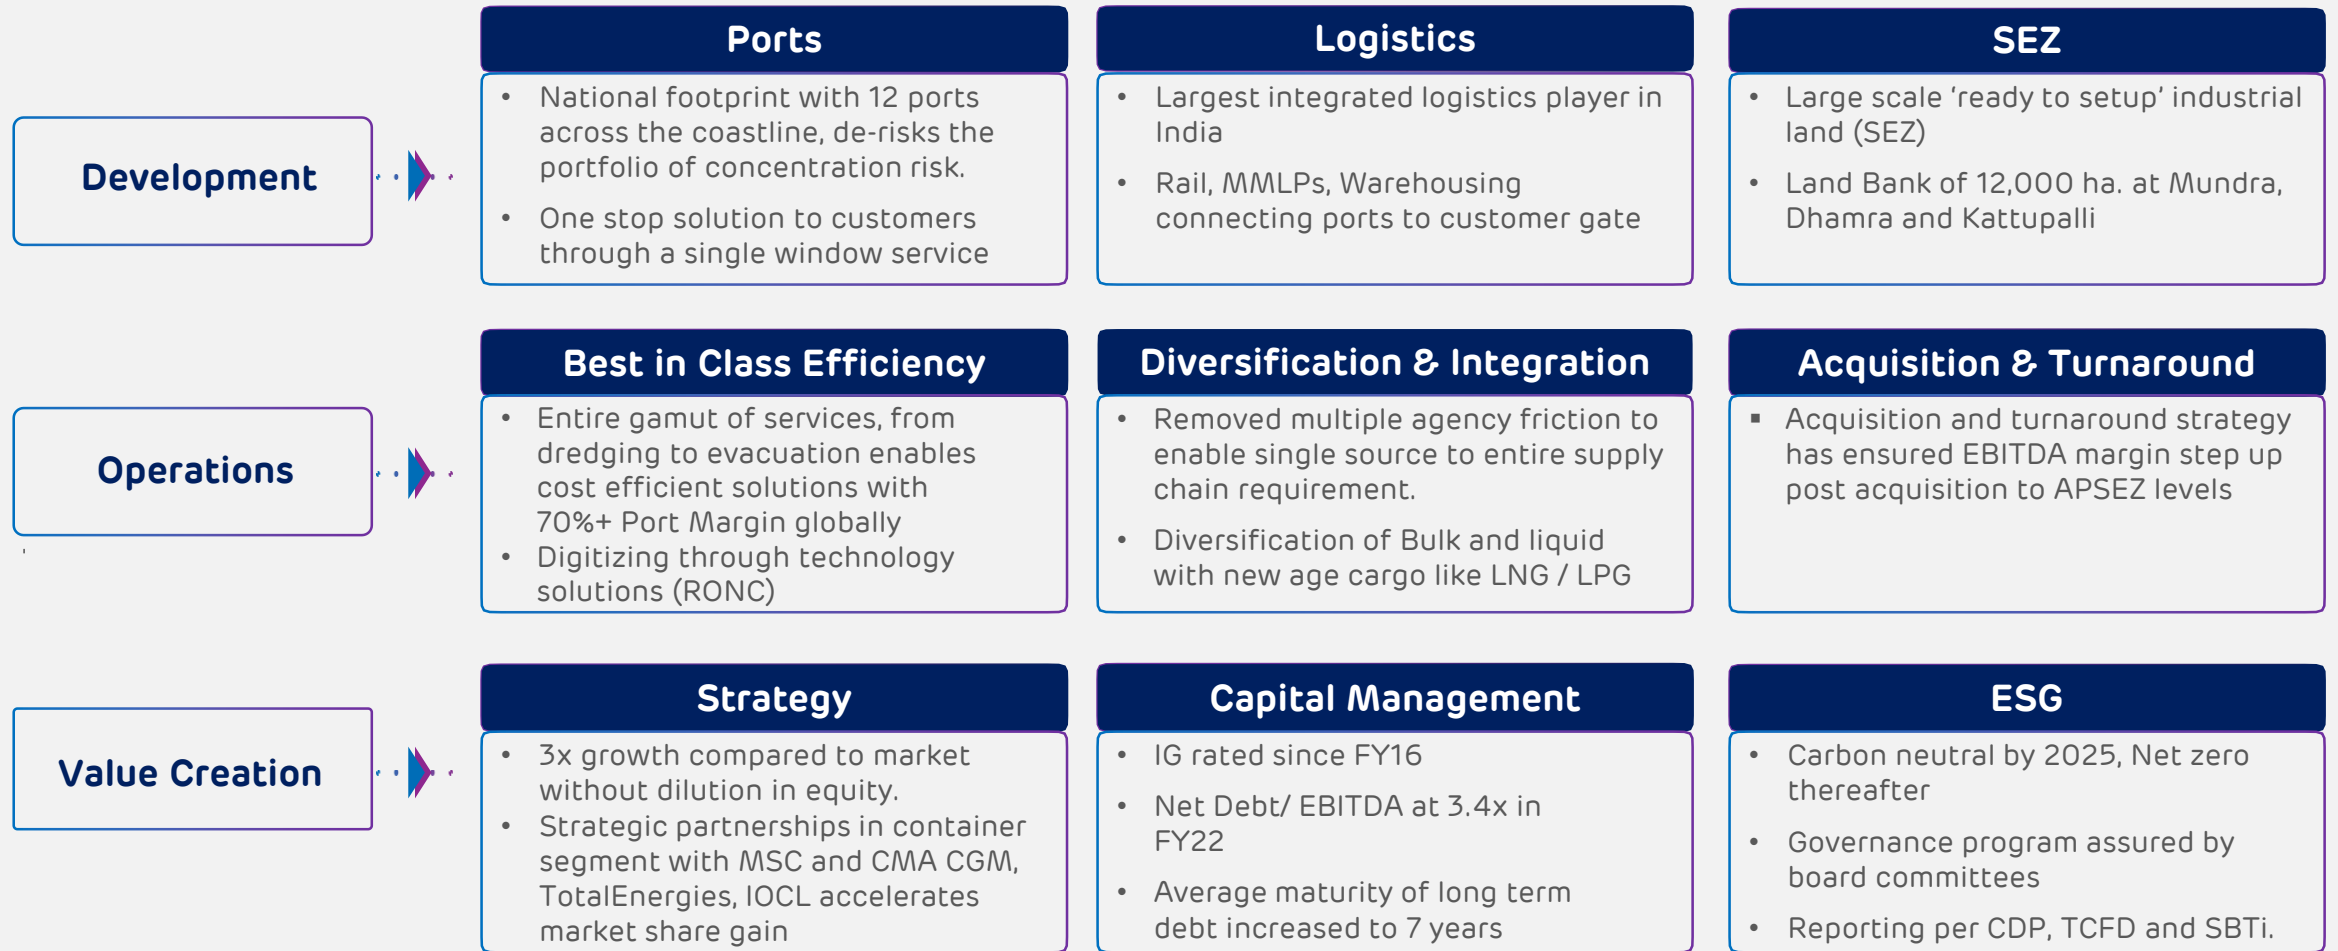 Development
Ports
• National footprint with 12 ports
across the coastline, de-risks the
portfolio of concentration risk.
• One stop solution to customers
through a single window service
Logistics
• Largest integrated logistics player in
India
• Rail, MMLPs, Warehousing
connecting ports to customer gate
SEZ
• Large scale ‘ready to setup’ industrial
land (SEZ)
• Land Bank of 12,000 ha. at Mundra,
Dhamra and Kattupalli
Operations
Best in Class Efficiency
• Entire gamut of services, from
dredging to evacuation enables
cost efficient solutions with
70%+ Port Margin globally
• Digitizing through technology
solutions (RONC)
Diversification & Integration
• Removed multiple agency friction to
enable single source to entire supply
chain requirement.
• Diversification of Bulk and liquid
with new age cargo like LNG / LPG
Acquisition & Turnaround
▪ Acquisition and turnaround strategy
has ensured EBITDA margin step up
post acquisition to APSEZ levels
Value Creation
Strategy
• 3x growth compared to market
without dilution in equity.
• Strategic partnerships in container
segment with MSC and CMA CGM,
TotalEnergies, IOCL accelerates
market share gain
Capital Management
• IG rated since FY16
• Net Debt/ EBITDA at 3.4x in
FY22
• Average maturity of long term
debt increased to 7 years
ESG
• Carbon neutral by 2025, Net zero
thereafter
• Governance program assured by
board committees
• Reporting per CDP, TCFD and SBTi.